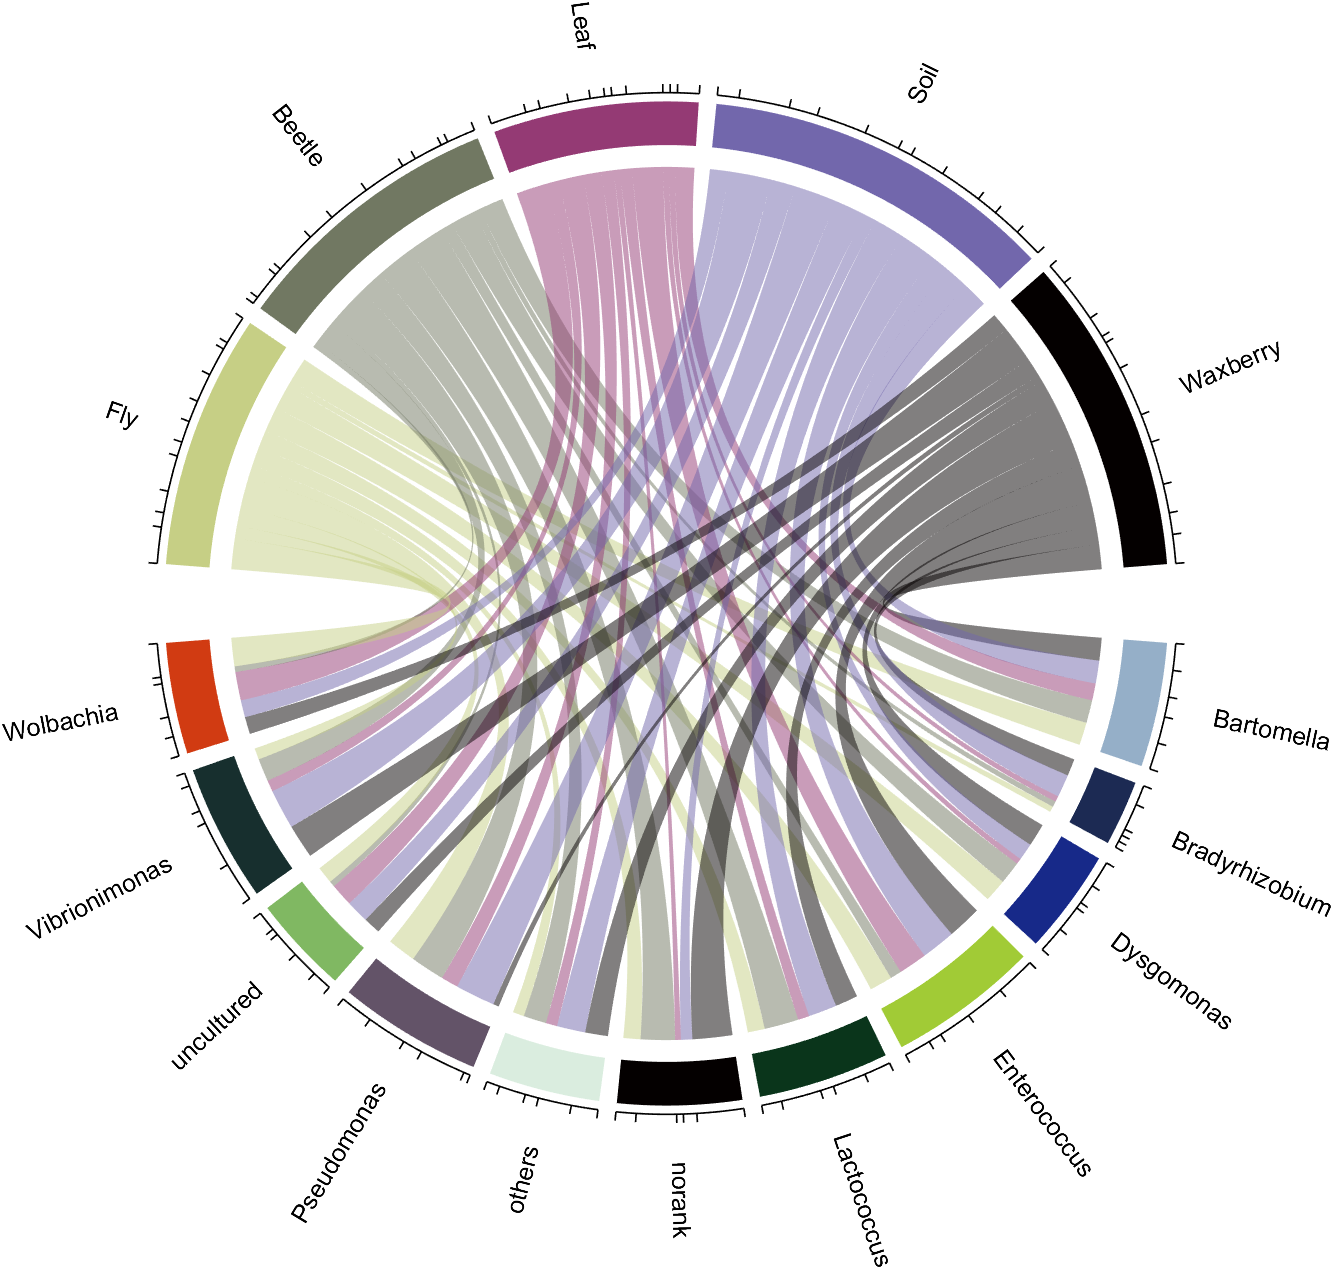 Leaf
Soil
Beetle
Waxberry
Fly
Wolbachia
Bartomella
Vibrionimonas
Bradyrhizobium
uncultured
Dysgomonas
Pseudomonas
Enterococcus
others
norank
Lactococcus